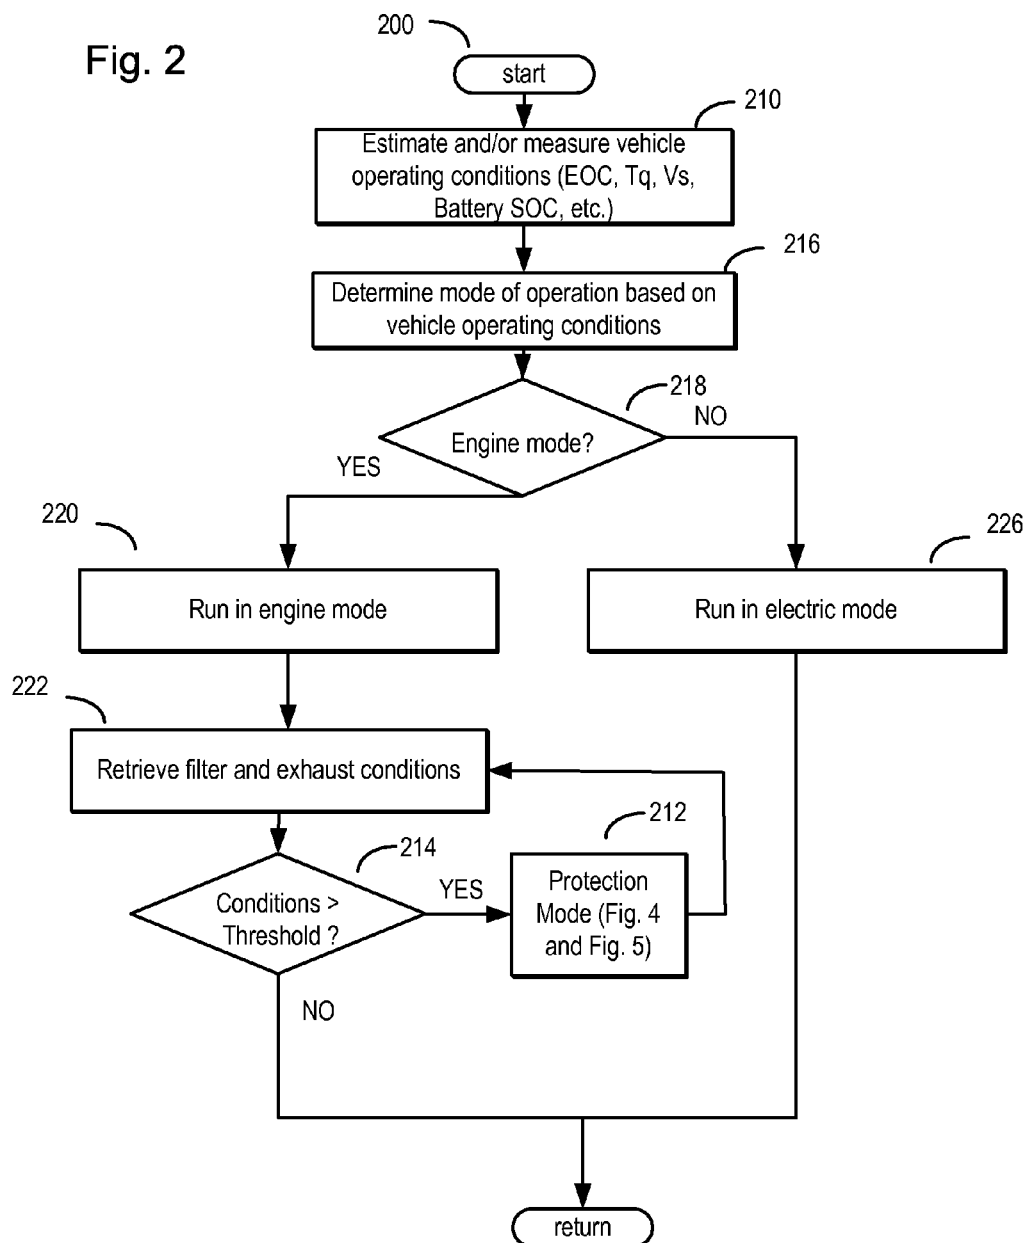 200
Fig. 2
start
210
Estimate and/or measure vehicle
operating conditions (EOC, Tq, Vs,
Battery SOC, etc.)
216
Determine mode of operation based on
vehicle operating conditions
218
NO
Engine mode?
YES
220
226
Run in engine mode
Run in electric mode
222
Retrieve filter and exhaust conditions
212
214
YES
Protection
Mode (Fig. 4
and Fig. 5)
Conditions >
Threshold ?
NO
return